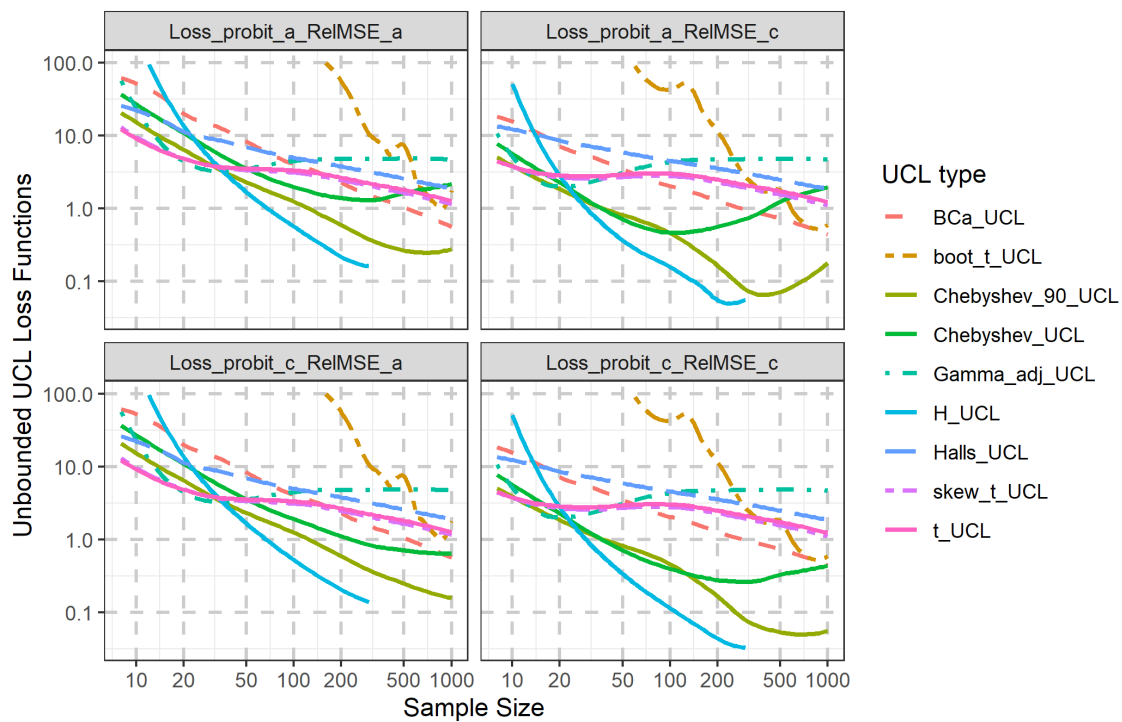 Loss_probit_a_RelMSE_a
Loss_probit_a_RelMSE_c
100.0
10.0
1.0
0.1
Loss_probit_c_RelMSE_a
Loss_probit_c_RelMSE_c
100.0
10.0
1.0
0.1
10 20 50 100 200 500 1000
10 20 50 100 200 500 1000
Sample Size
Unbounded UCL Loss Functions
UCL type
BCa_UCL
boot_t_UCL
Chebyshev_90_UCL
Chebyshev_UCL
Gamma_adj_UCL
H_UCL
Halls_UCL
skew_t_UCL
t_UCL